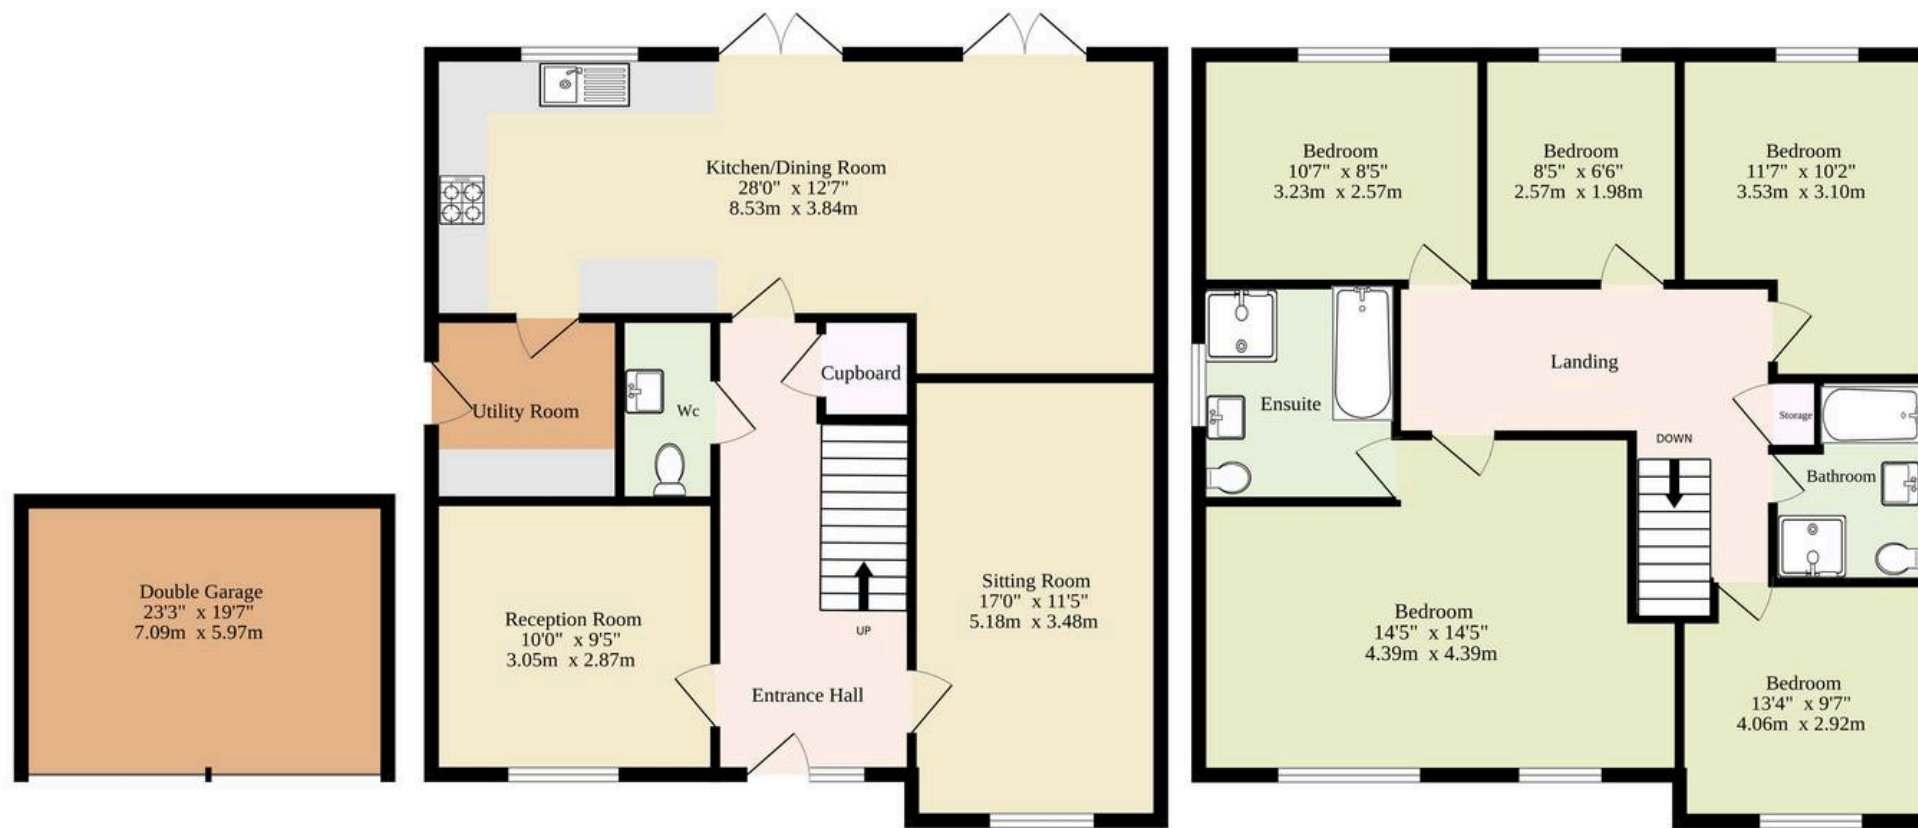 Double Garage
23'3" x 19'7"
7.09m x 5.97m
Kitchen/Dining Room
28'0" x 12'7"
8.53m x 3.84m
Utility Room
Wc
Cupboard
Reception Room
10'0" x 9'5"
3.05m x 2.87m
UP
Entrance Hall
Sitting Room
17'0" x 11'5"
5.18m x 3.48m
Bedroom
10'7" x 8'5"
3.23m x 2.57m
Bedroom
8'5" x 6'6"
2.57m x 1.98m
Bedroom
11'7" x 10'2"
3.53m x 3.10m
Ensuite
Landing
Storage
DOWN
Bathroom
Bedroom
14'5" x 14'5"
4.39m x 4.39m
Bedroom
13'4" x 9'7"
4.06m x 2.92m